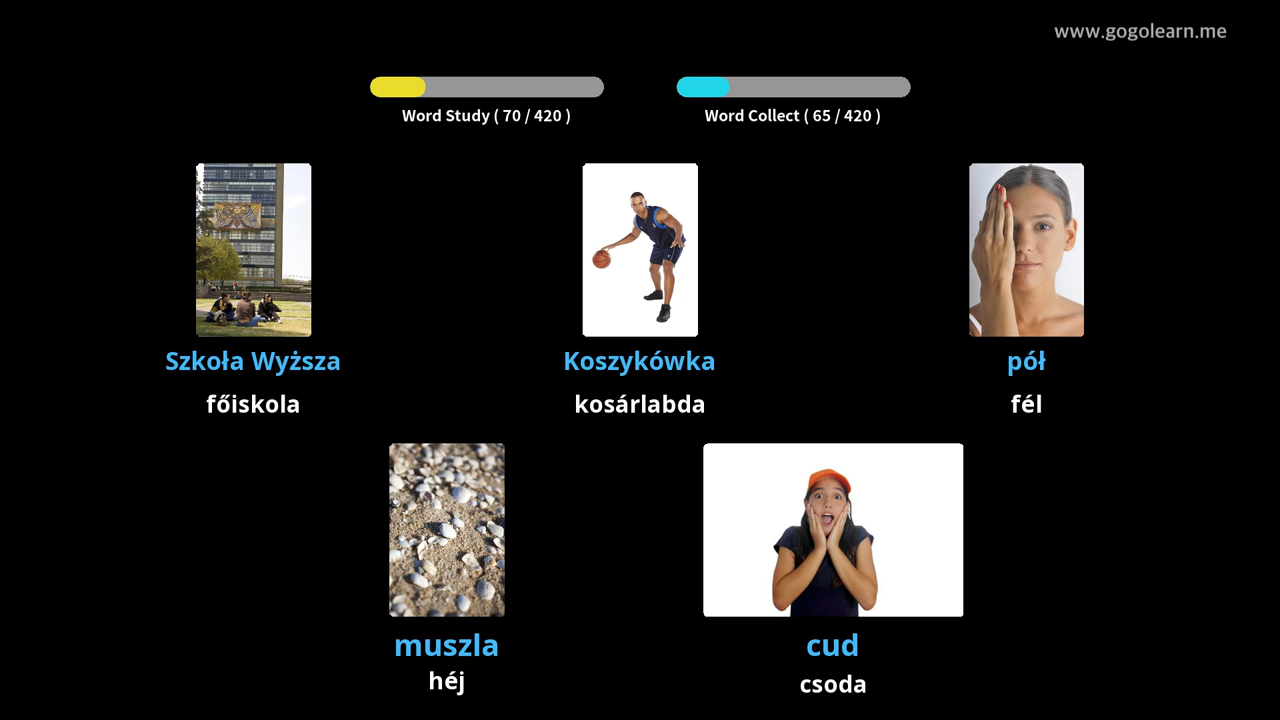 www.gogolearn.me
Word Study ( 70 / 420 )
Word Collect ( 65 / 420 )
Szkoła Wyższa
Koszykówka
pół
főiskola
kosárlabda
fél
muszla
cud
héj
csoda